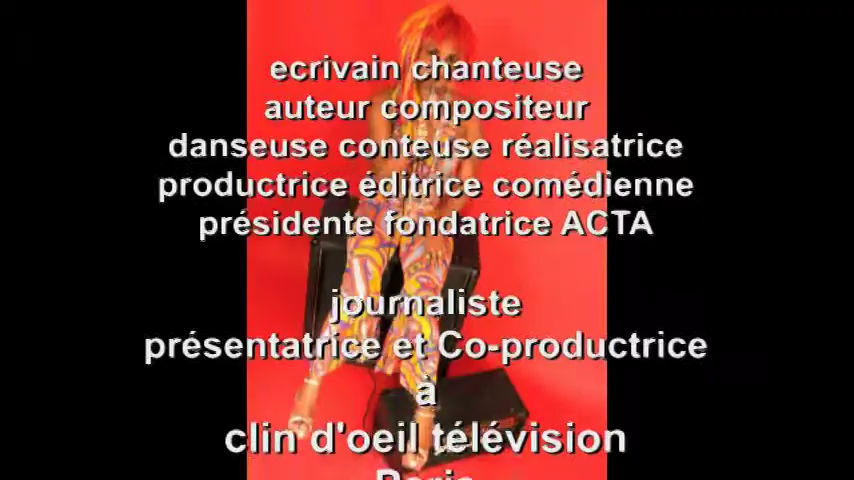 ecrivain chanteuse
auteur compositeur
danseuse conteuse réalisatrice
productrice éditrice comédienne
présidente fondatrice ACTA
journaliste
présentatrice et Co-productrice
à
clin d'oeil télévision
Paris